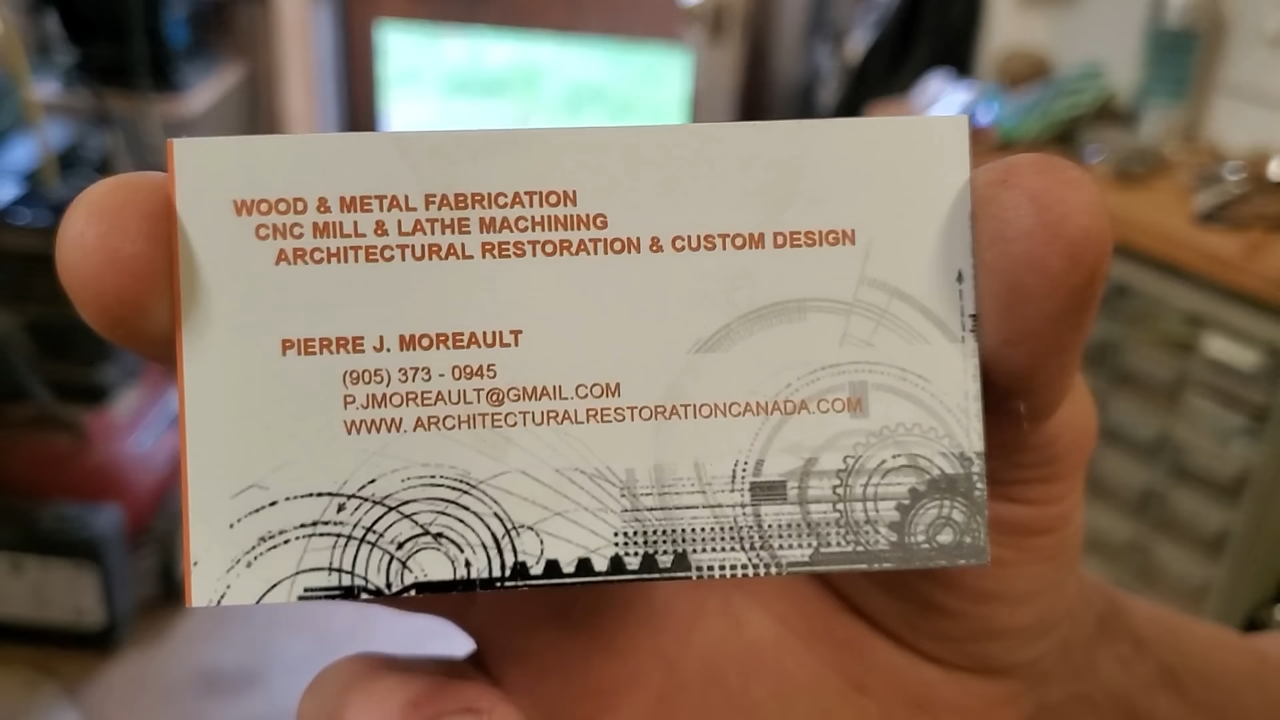 WOOD & METAL FABRICATION
CNC MILL & LATHE MACHINING
ARCHITECTURAL RESTORATION & CUSTOM DESIGN
PIERRE J. MOREAULT
(905) 373 - 0945
P.JMOREAULT@GMAIL.COM
WWW. ARCHITECTURALRESTORATIONCANADA.COM